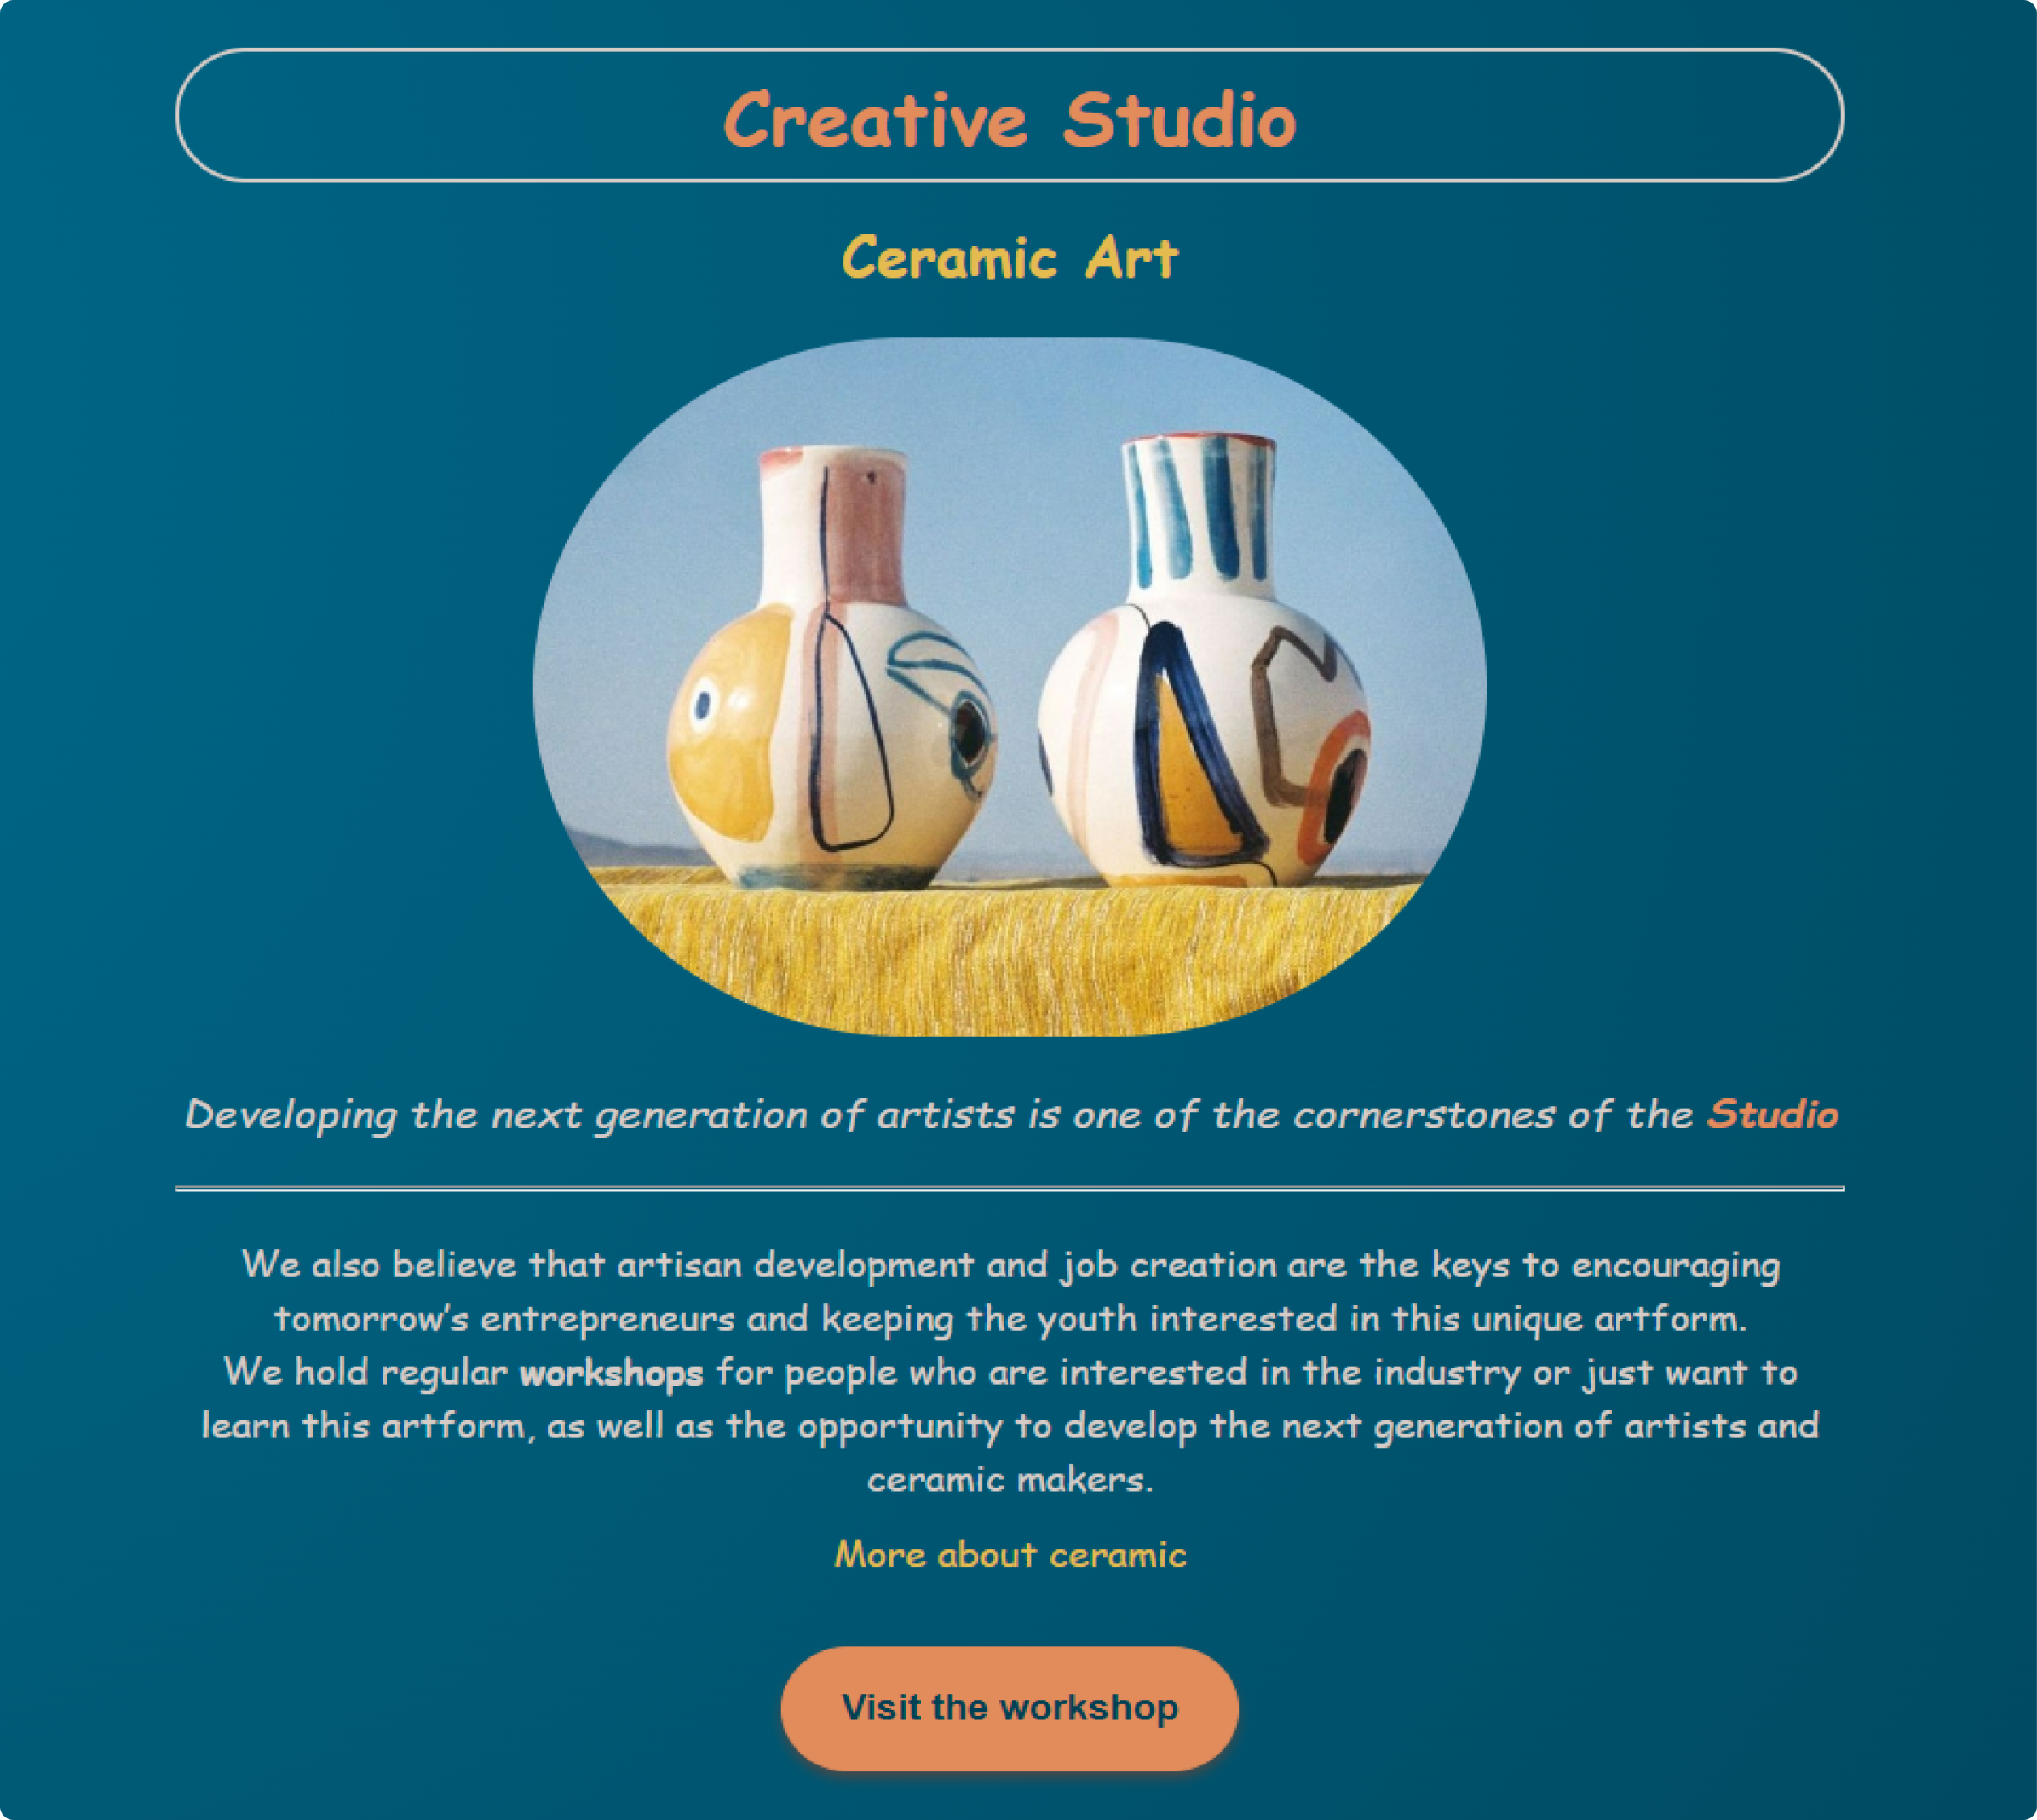 Creative Studio
Ceramic Art
Developing the next generation of artists is one of the cornerstones of the Studio
We also believe that artisan development and job creation are the keys to encouraging
tomorrow's entrepreneurs and keeping the youth interested in this unique artform.
We hold regular workshops for people who are interested in the industry or just want to
learn this artform, as well as the opportunity to develop the next generation of artists and
ceramic makers.
More about ceramic
Visit the workshop